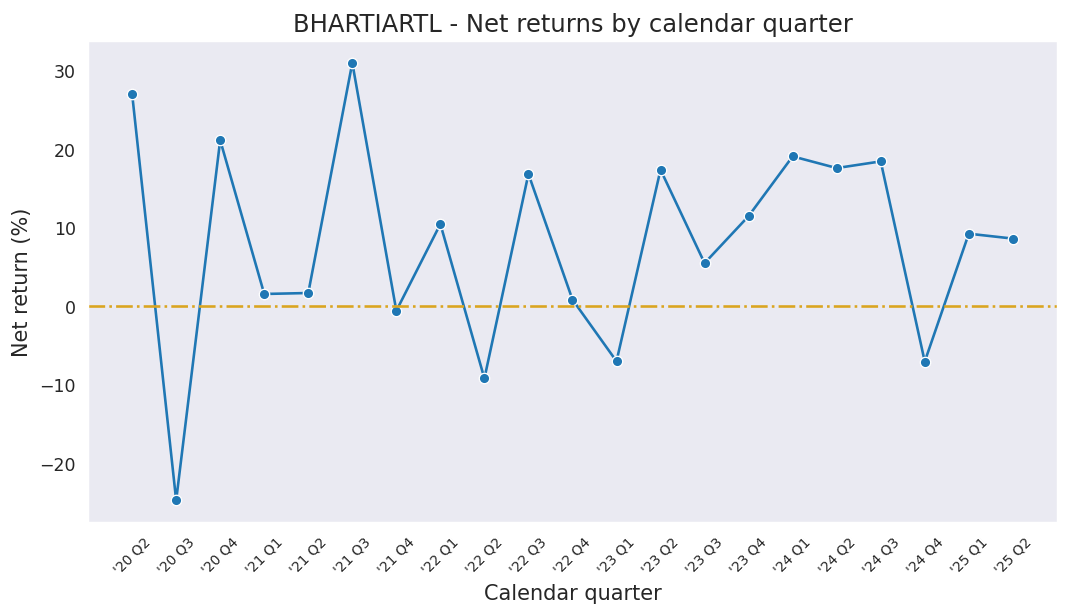 BHARTIARTL - Net returns by calendar quarter
Net return (%)
30
20
10
0
−10
−20
'20 Q2
'20 Q3
'20 Q4
'21 Q1
'21 Q2
'21 Q3
'21 Q4
'22 Q1
'22 Q2
'22 Q3
'22 Q4
'23 Q1
'23 Q2
'23 Q3
'23 Q4
'24 Q1
'24 Q2
'24 Q3
'24 Q4
'25 Q1
'25 Q2
Calendar quarter